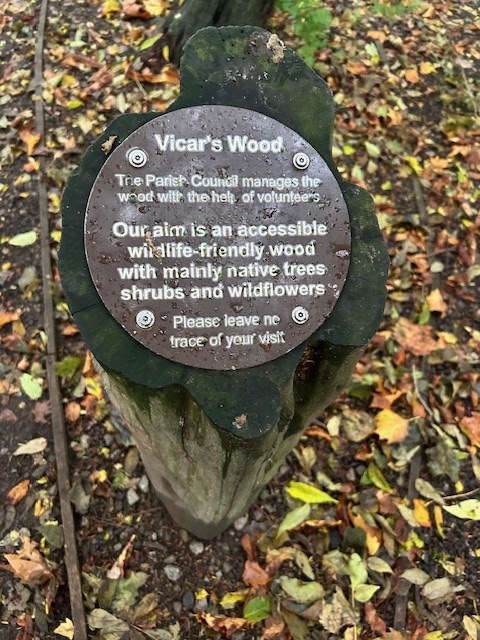 Vicar's Wood
The Parish Council manages the
wood with the help of volunteers
Our aim is an accessible
wildlife-friendly wood
with mainly native trees
shrubs and wildflowers
Please leave no
trace of your visit